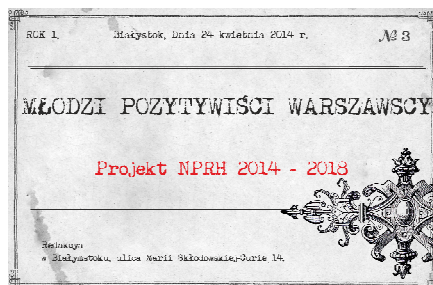 ROK 1. Białystok, Dnia 24 kwietnia 2014 r. № 3
MŁODZI POZYTYWIŚCI WARSZAWSCY
Projekt NPRH 2014 - 2018
Redakcya
w Białymstoku, ulica Marii Skłodowskiej-Curie 14.